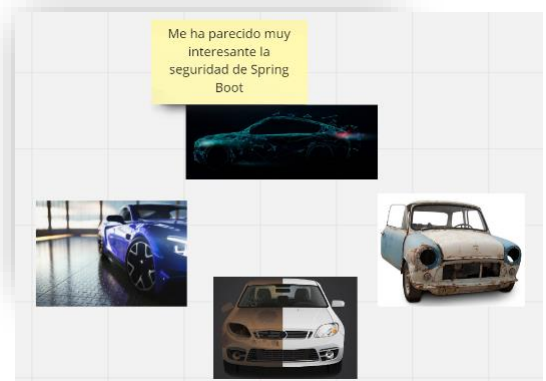 Me ha parecido muy
interesante la
seguridad de Spring
Boot